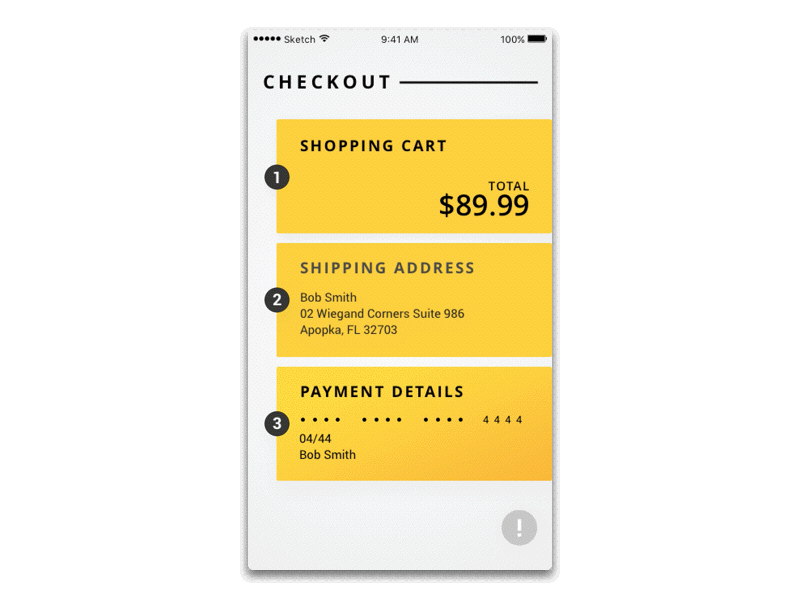 Sketch 9:41 AM 100%
CHECKOUT
SHOPPING CART
1
TOTAL
$89.99
SHIPPING ADDRESS
2
Bob Smith
02 Wiegand Corners Suite 986
Apopka, FL 32703
PAYMENT DETAILS
3
•••• •••• •••• 4444
04/44
Bob Smith
!